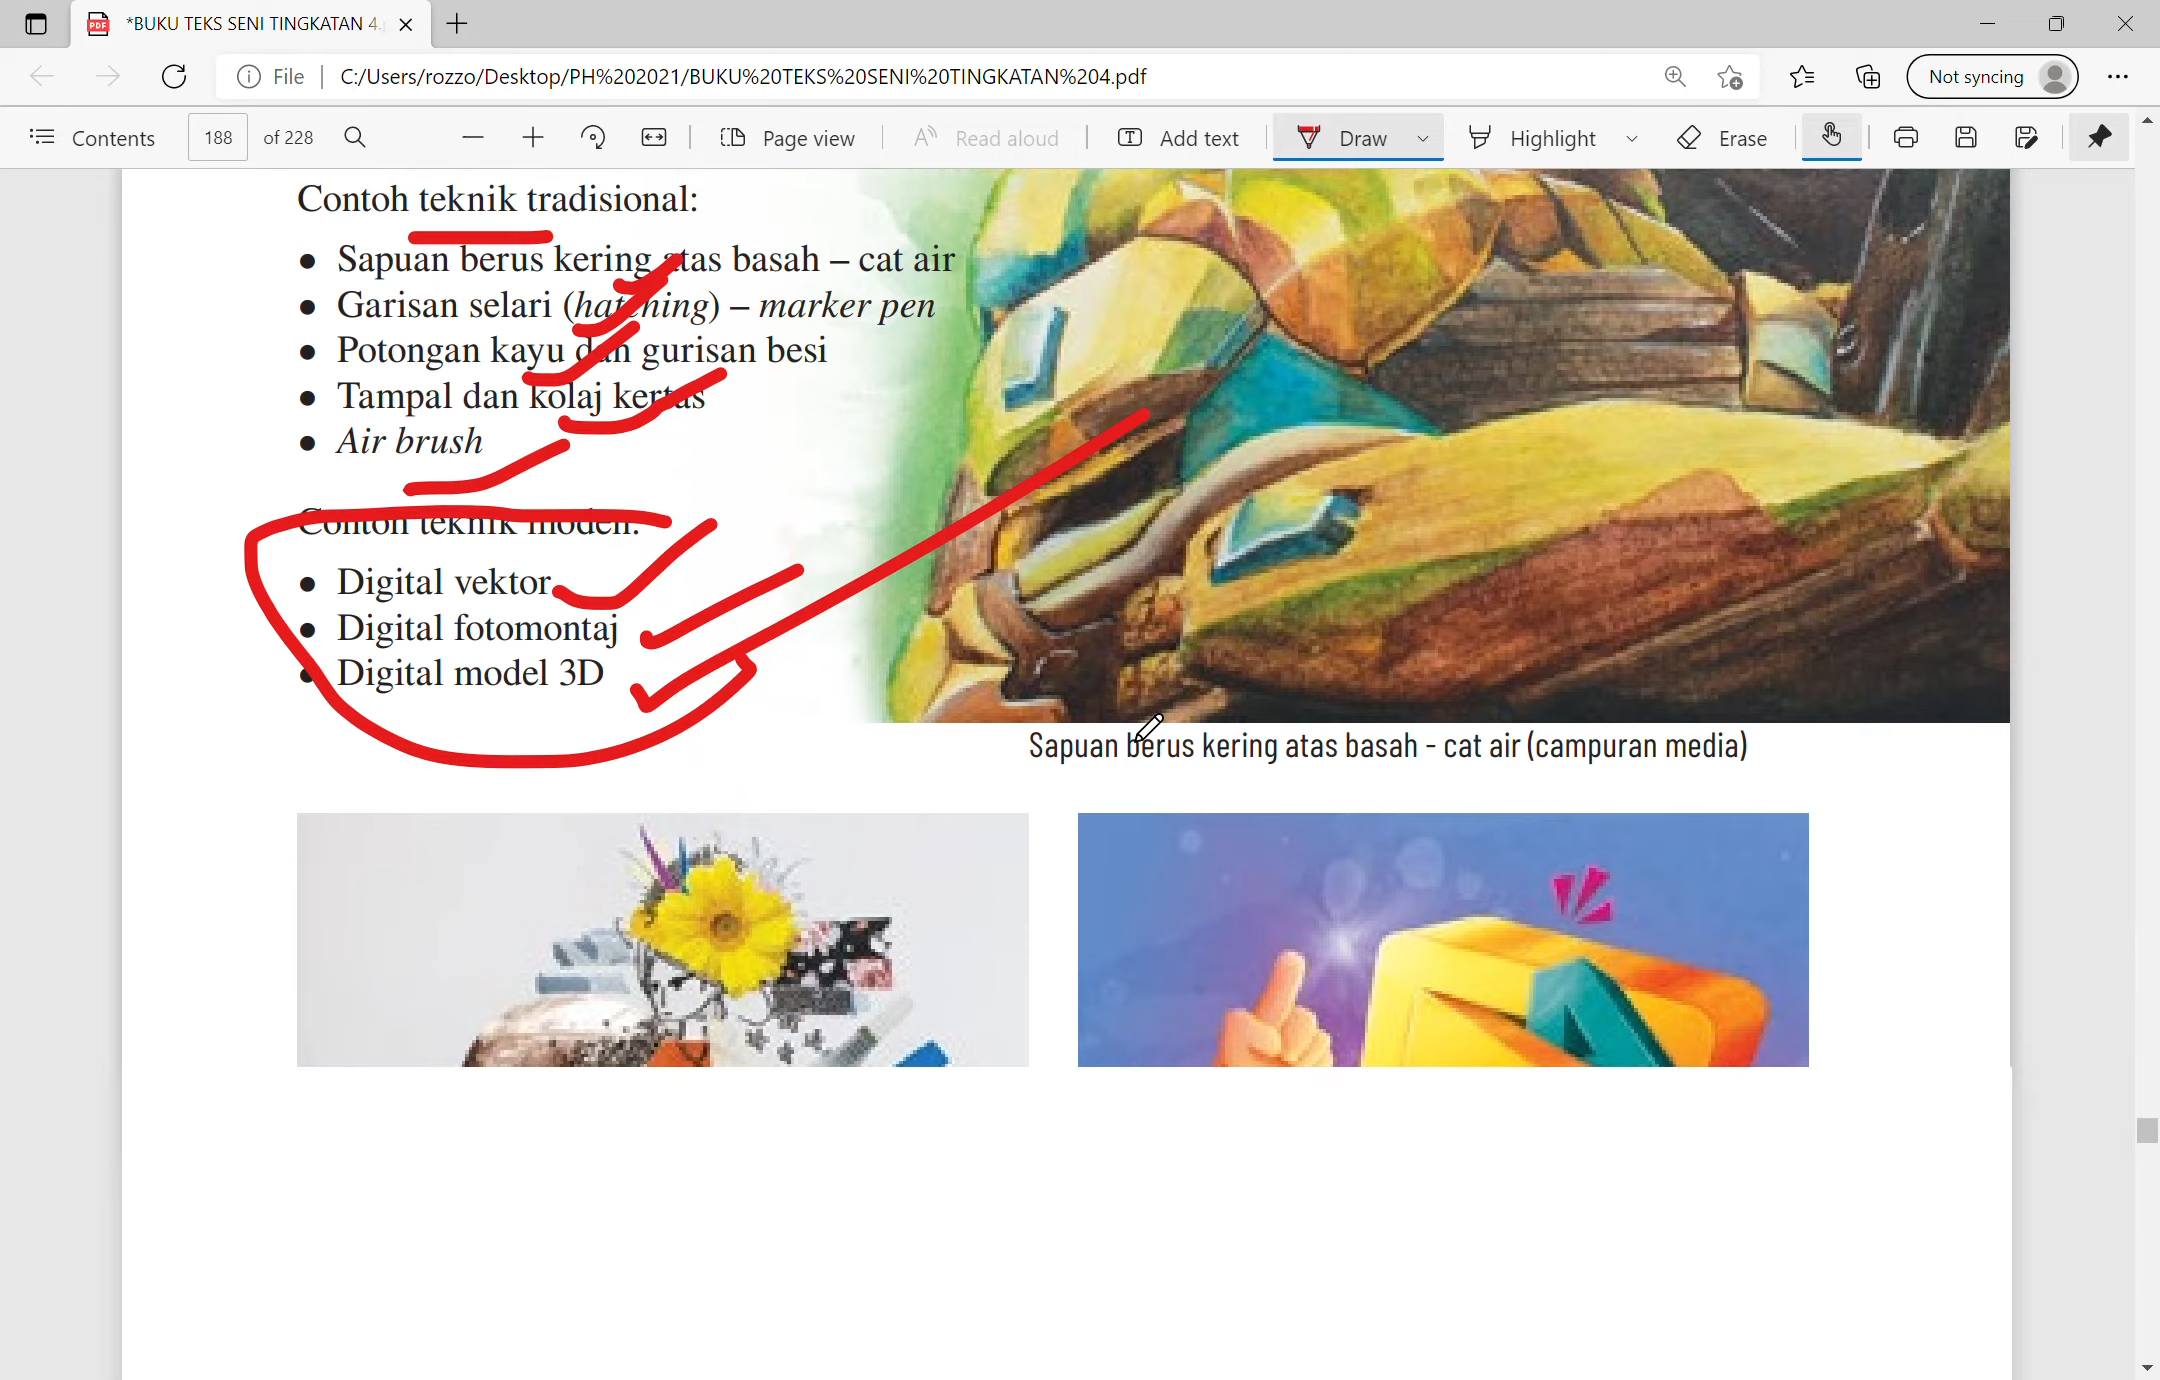 *BUKU TEKS SENI TINGKATAN 4.
File C:/Users/rozzo/Desktop/PH%202021/BUKU%20TEKS%20SENI%20TINGKATAN%204.pdf Not syncing
Contents 188 of 228 Page view Read aloud Add text Draw Highlight Erase
Contoh teknik tradisional:
• Sapuan berus kering atas basah – cat air
• Garisan selari (hatching) – marker pen
• Potongan kayu dan gurisan besi
• Tampal dan kolaj kertas
• Air brush
Contoh teknik moden:
• Digital vektor
• Digital fotomontaj
• Digital model 3D
Sapuan berus kering atas basah - cat air (campuran media)